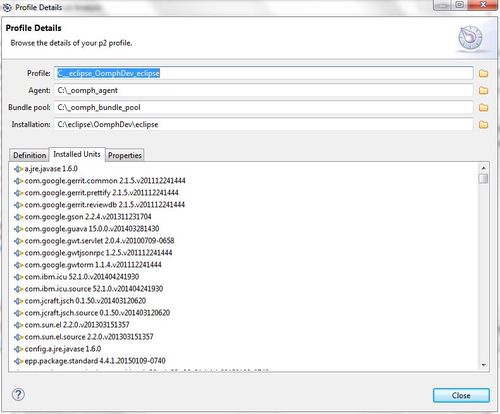 Profile Details
Profile Details
Browse the details of your p2 profile.
Profile: C__eclipse_OomphDev_eclipse
Agent: C:\_oomph_agent
Bundle pool: C:\_oomph_bundle_pool
Installation: C:\eclipse\OomphDev\eclipse
Definition Installed Units Properties
a.jre.javase 1.6.0
com.google.gerrit.common 2.1.5.v201112241444
com.google.gerrit.prettify 2.1.5.v201112241444
com.google.gerrit.reviewdb 2.1.5.v201112241444
com.google.gson 2.2.4.v201311231704
com.google.guava 15.0.0.v201403281430
com.google.gwt.servlet 2.0.4.v20100709-0658
com.google.gwtjsonrpc 1.2.5.v201112241444
com.google.gwtorm 1.1.4.v201112241444
com.ibm.icu 52.1.0.v201404241930
com.ibm.icu.source 52.1.0.v201404241930
com.jcraft.jsch 0.1.50.v201403120620
com.jcraft.jsch.source 0.1.50.v201403120620
com.sun.el 2.2.0.v201303151357
com.sun.el.source 2.2.0.v201303151357
config.a.jre.javase 1.6.0
epp.package.standard 4.4.1.20150109-0740
Close